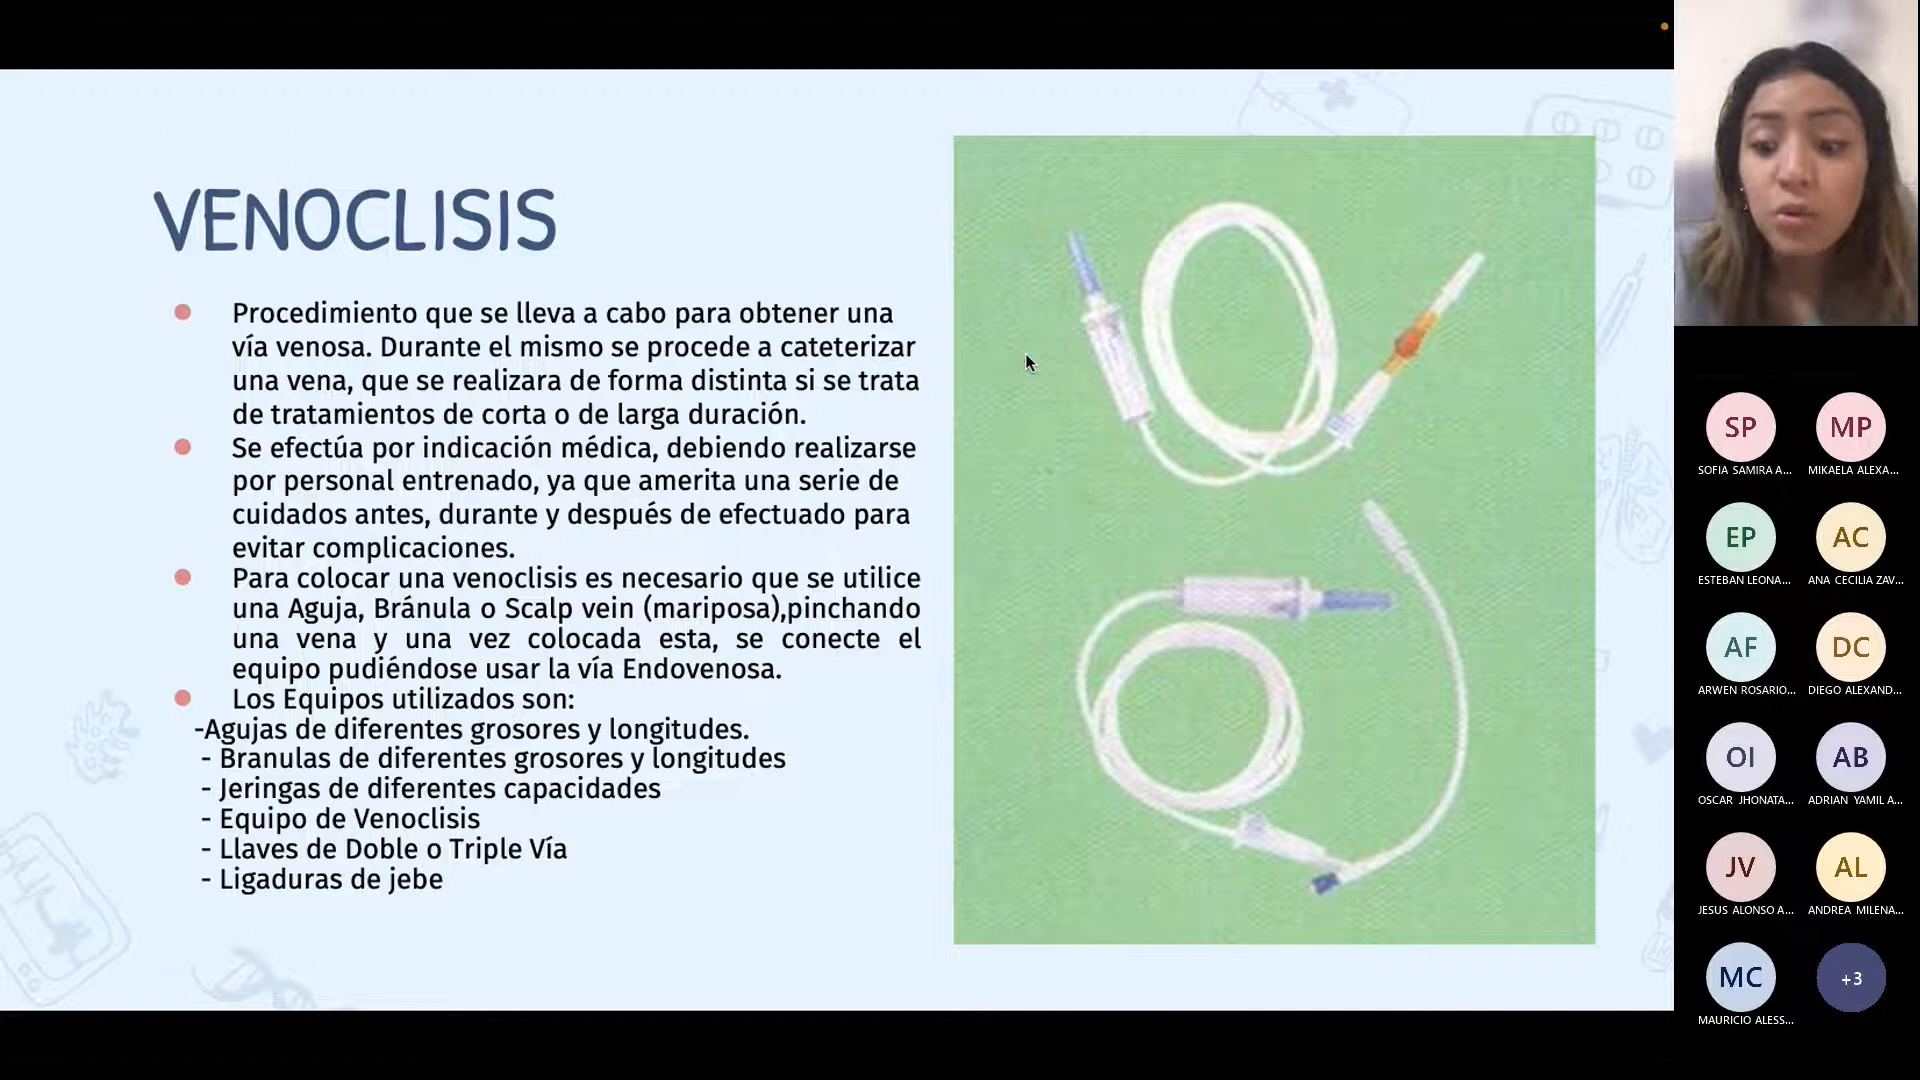 VENOCLISIS
Procedimiento que se lleva a cabo para obtener una
vía venosa. Durante el mismo se procede a cateterizar
una vena, que se realizara de forma distinta si se trata
de tratamientos de corta o de larga duración.
Se efectúa por indicación médica, debiendo realizarse
por personal entrenado, ya que amerita una serie de
cuidados antes, durante y después de efectuado para
evitar complicaciones.
Para colocar una venoclisis es necesario que se utilice
una Aguja, Bránula o Scalp vein (mariposa),pinchando
una vena y una vez colocada esta, se conecte el
equipo pudiéndose usar la vía Endovenosa.
Los Equipos utilizados son:
-Agujas de diferentes grosores y longitudes.
- Branulas de diferentes grosores y longitudes
- Jeringas de diferentes capacidades
- Equipo de Venoclisis
- Llaves de Doble o Triple Vía
- Ligaduras de jebe
SP
SOFIA SAMIRA A...
MP
MIKAELA ALEXA...
EP
ESTEBAN LEONA...
AC
ANA CECILIA ZAV...
AF
ARWEN ROSARIO...
DC
DIEGO ALEXAND...
OI
OSCAR JHONATA...
AB
ADRIAN YAMIL A...
JV
JESUS ALONSO A...
AL
ANDREA MILENA...
MC
MAURICIO ALESS...
+3